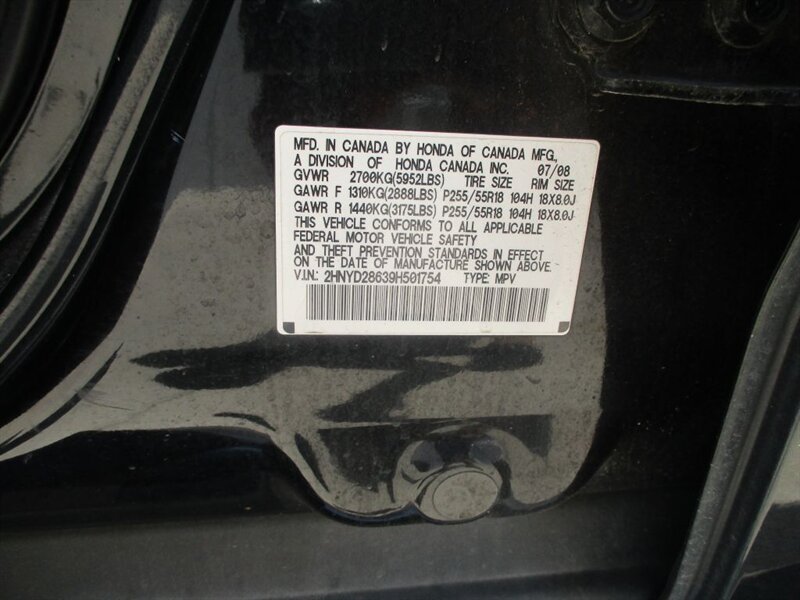 MFD. IN CANADA BY HONDA OF CANADA MFG.,
A DIVISION OF HONDA CANADA INC. 07/08
GVWR 2700KG(5952LBS) TIRE SIZE RIM SIZE
GAWR F 1310KG(2888LBS) P255/55R18 104H 18X8.0J
GAWR R 1440KG(3175LBS) P255/55R18 104H 18X8.0J
THIS VEHICLE CONFORMS TO ALL APPLICABLE
FEDERAL MOTOR VEHICLE SAFETY
AND THEFT PREVENTION STANDARDS IN EFFECT
ON THE DATE OF MANUFACTURE SHOWN ABOVE.
V.I.N.: 2HNYD28639H501754 TYPE: MPV